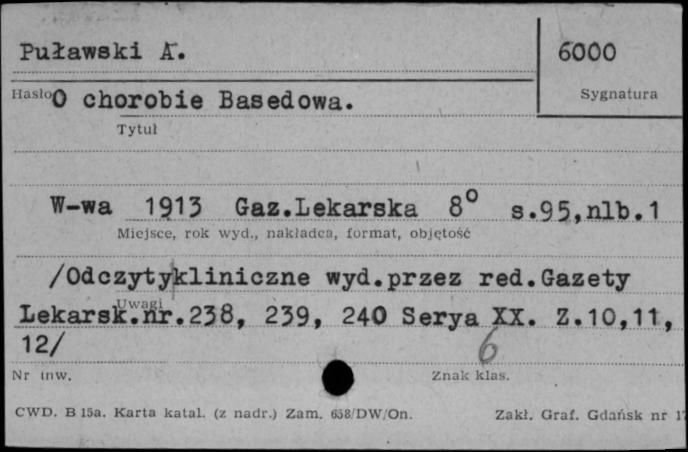 Puławski A.
6000
Hasło O chorobie Basedowa.
Sygnatura
Tytuł
W-wa 1913 Gaz.Lekarska 8° s.95,nlb.1
Miejsce, rok wyd., nakładca, format, objętość
/Odczyty kliniczne wyd.przez red.Gazety
Uwagi
Lekarsk.nr.238, 239, 240 Serya XX. Z.10,11,
12/
6
Nr inw.
Znak klas.
CWD. B 15a. Karta katal. (z nadr.) Zam. 658/DW/On.
Zakł. Graf. Gdańsk nr